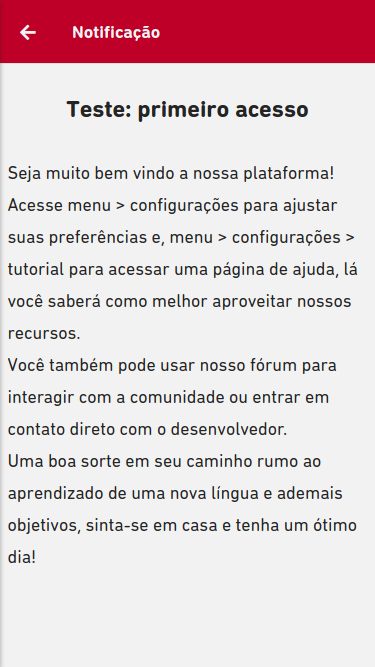 Notificação
Teste: primeiro acesso
Seja muito bem vindo a nossa plataforma!
Acesse menu > configurações para ajustar
suas preferências e, menu > configurações >
tutorial para acessar uma página de ajuda, lá
você saberá como melhor aproveitar nossos
recursos.
Você também pode usar nosso fórum para
interagir com a comunidade ou entrar em
contato direto com o desenvolvedor.
Uma boa sorte em seu caminho rumo ao
aprendizado de uma nova língua e ademais
objetivos, sinta-se em casa e tenha um ótimo
dia!